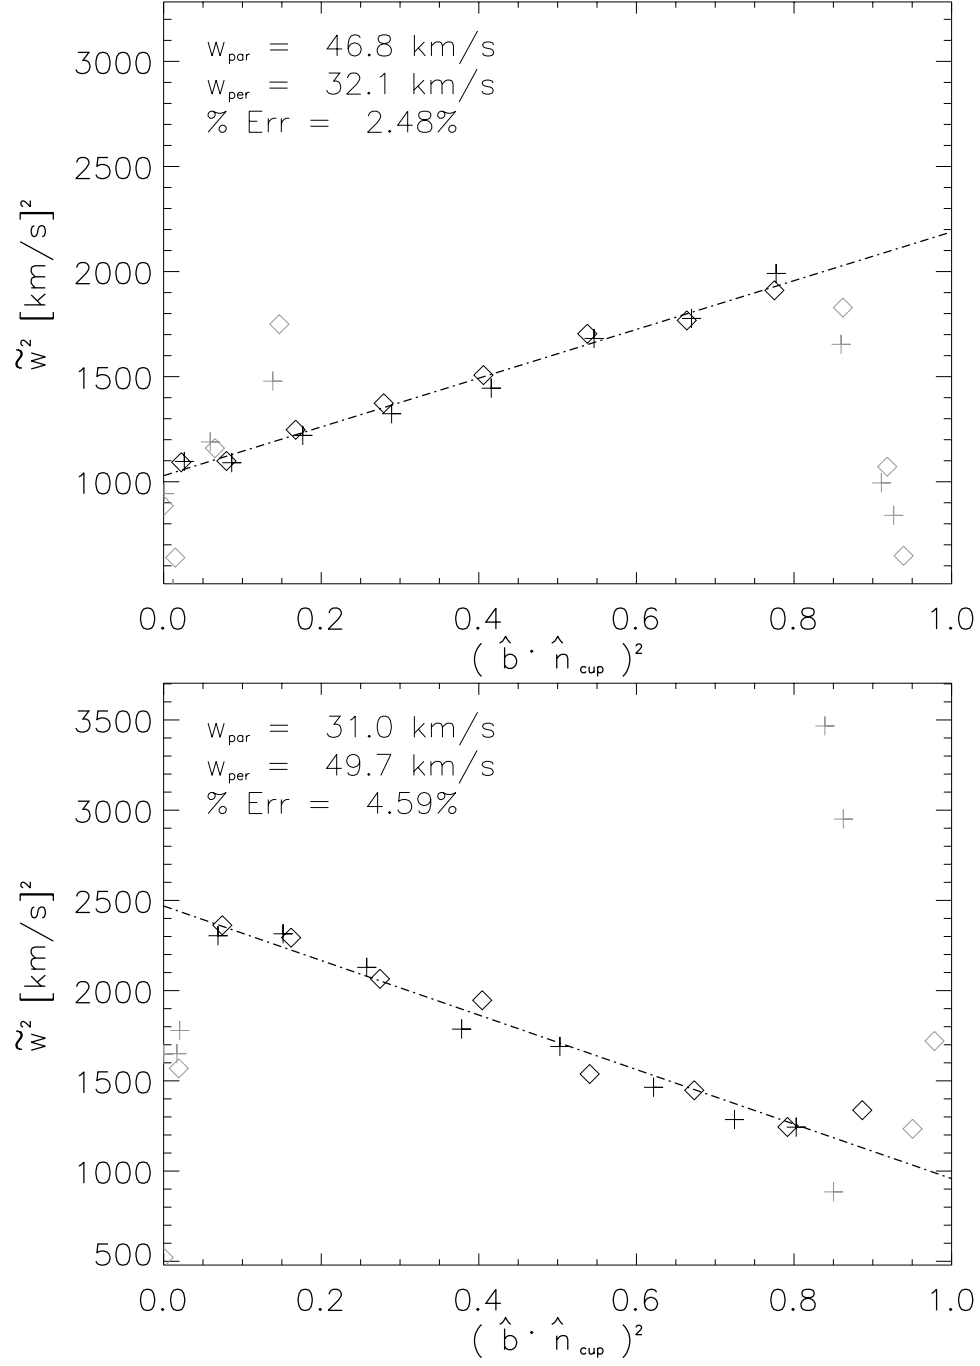 w_par = 46.8 km/s
w_per = 32.1 km/s
% Err = 2.48%
3000
2500
2000
1500
1000
w̃² [km/s]²
0.0 0.2 0.4 0.6 0.8 1.0
( b̂ · n̂_cup )²
w_par = 31.0 km/s
w_per = 49.7 km/s
% Err = 4.59%
3500
3000
2500
2000
1500
1000
500
w̃² [km/s]²
0.0 0.2 0.4 0.6 0.8 1.0
( b̂ · n̂_cup )²